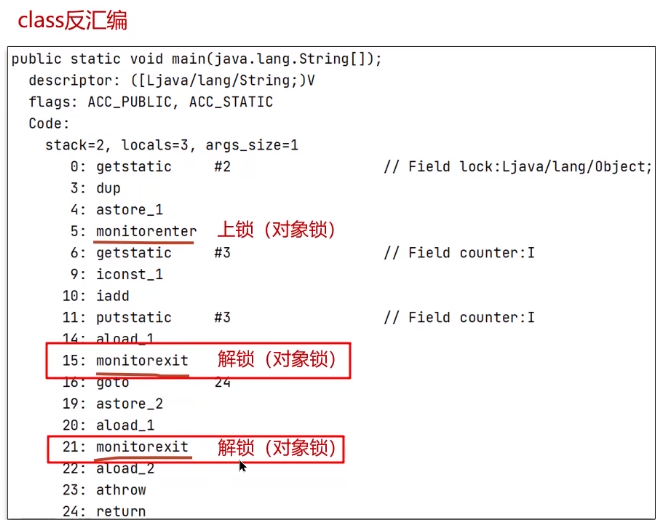 class反汇编
public static void main(java.lang.String[]);
descriptor: ([Ljava/lang/String;)V
flags: ACC_PUBLIC, ACC_STATIC
Code:
stack=2, locals=3, args_size=1
0: getstatic #2 // Field lock:Ljava/lang/Object;
3: dup
4: astore_1
5: monitorenter 上锁（对象锁）
6: getstatic #3 // Field counter:I
9: iconst_1
10: iadd
11: putstatic #3 // Field counter:I
14: aload_1
15: monitorexit 解锁（对象锁）
16: goto 24
19: astore_2
20: aload_1
21: monitorexit 解锁（对象锁）
22: aload_2
23: athrow
24: return